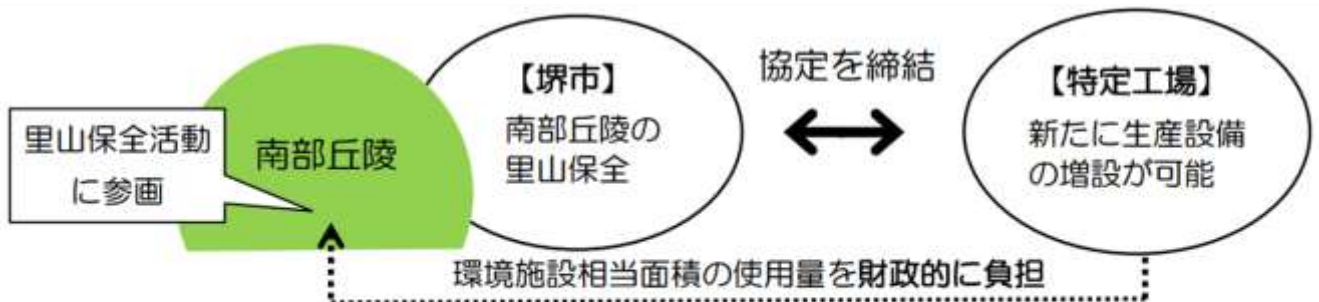 里山保全活動
に参画
南部丘陵
【堺市】
南部丘陵の
里山保全
協定を締結
【特定工場】
新たに生産設備
の増設が可能
環境施設相当面積の使用量を財政的に負担